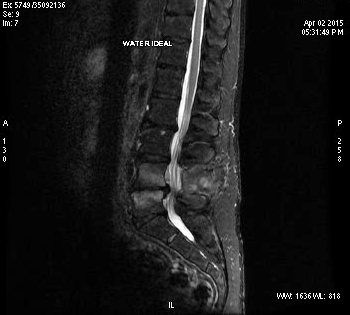 Ex: 5749/35092136
Se: 9
Im: 7
Apr 02 2015
05:31:49 PM
WATER IDEAL
A
1
3
0
P
2
5
8
WW: 1636 WL: 818
IL